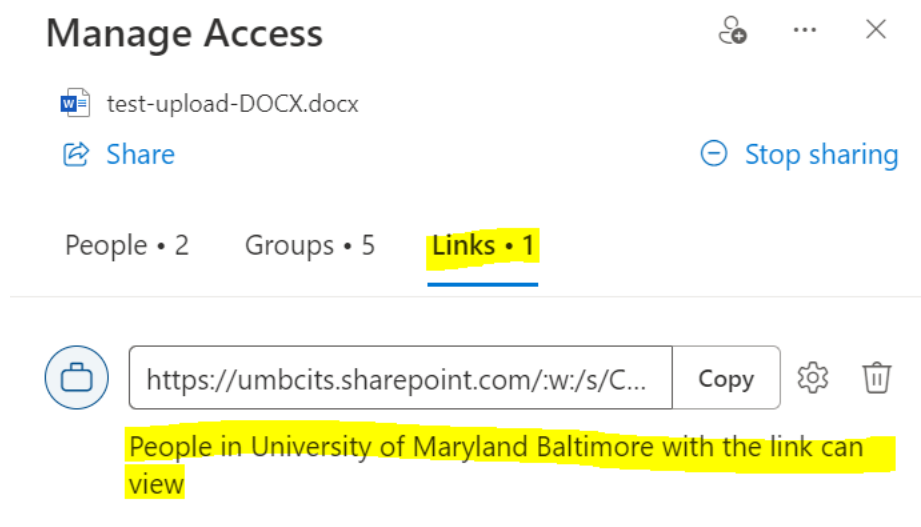 Manage Access
test-upload-DOCX.docx
Share
Stop sharing
People • 2 Groups • 5 Links • 1
https://umbcits.sharepoint.com/:w:/s/C... Copy
People in University of Maryland Baltimore with the link can
view